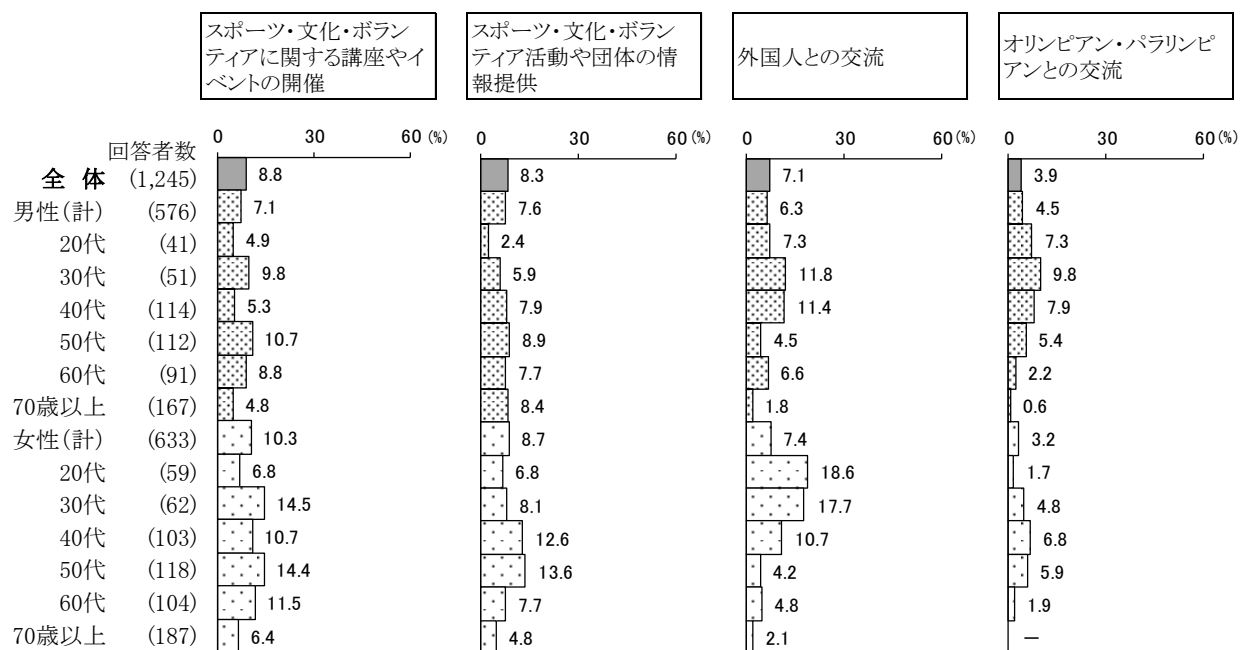 スポーツ・文化・ボラン
ティアに関する講座やイ
ベントの開催
スポーツ・文化・ボラン
ティア活動や団体の情
報提供
外国人との交流
オリンピアン・パラリンピ
アンとの交流
0 30 60 (%) 0 30 60 (%) 0 30 60 (%) 0 30 60 (%)
回答者数
全 体 (1,245) 8.8 8.3 7.1 3.9
男性(計) (576) 7.1 7.6 6.3 4.5
20代 (41) 4.9 2.4 7.3 7.3
30代 (51) 9.8 5.9 11.8 9.8
40代 (114) 5.3 7.9 11.4 7.9
50代 (112) 10.7 8.9 4.5 5.4
60代 (91) 8.8 7.7 6.6 2.2
70歳以上 (167) 4.8 8.4 1.8 0.6
女性(計) (633) 10.3 8.7 7.4 3.2
20代 (59) 6.8 6.8 18.6 1.7
30代 (62) 14.5 8.1 17.7 4.8
40代 (103) 10.7 12.6 10.7 6.8
50代 (118) 14.4 13.6 4.2 5.9
60代 (104) 11.5 7.7 4.8 1.9
70歳以上 (187) 6.4 4.8 2.1 —